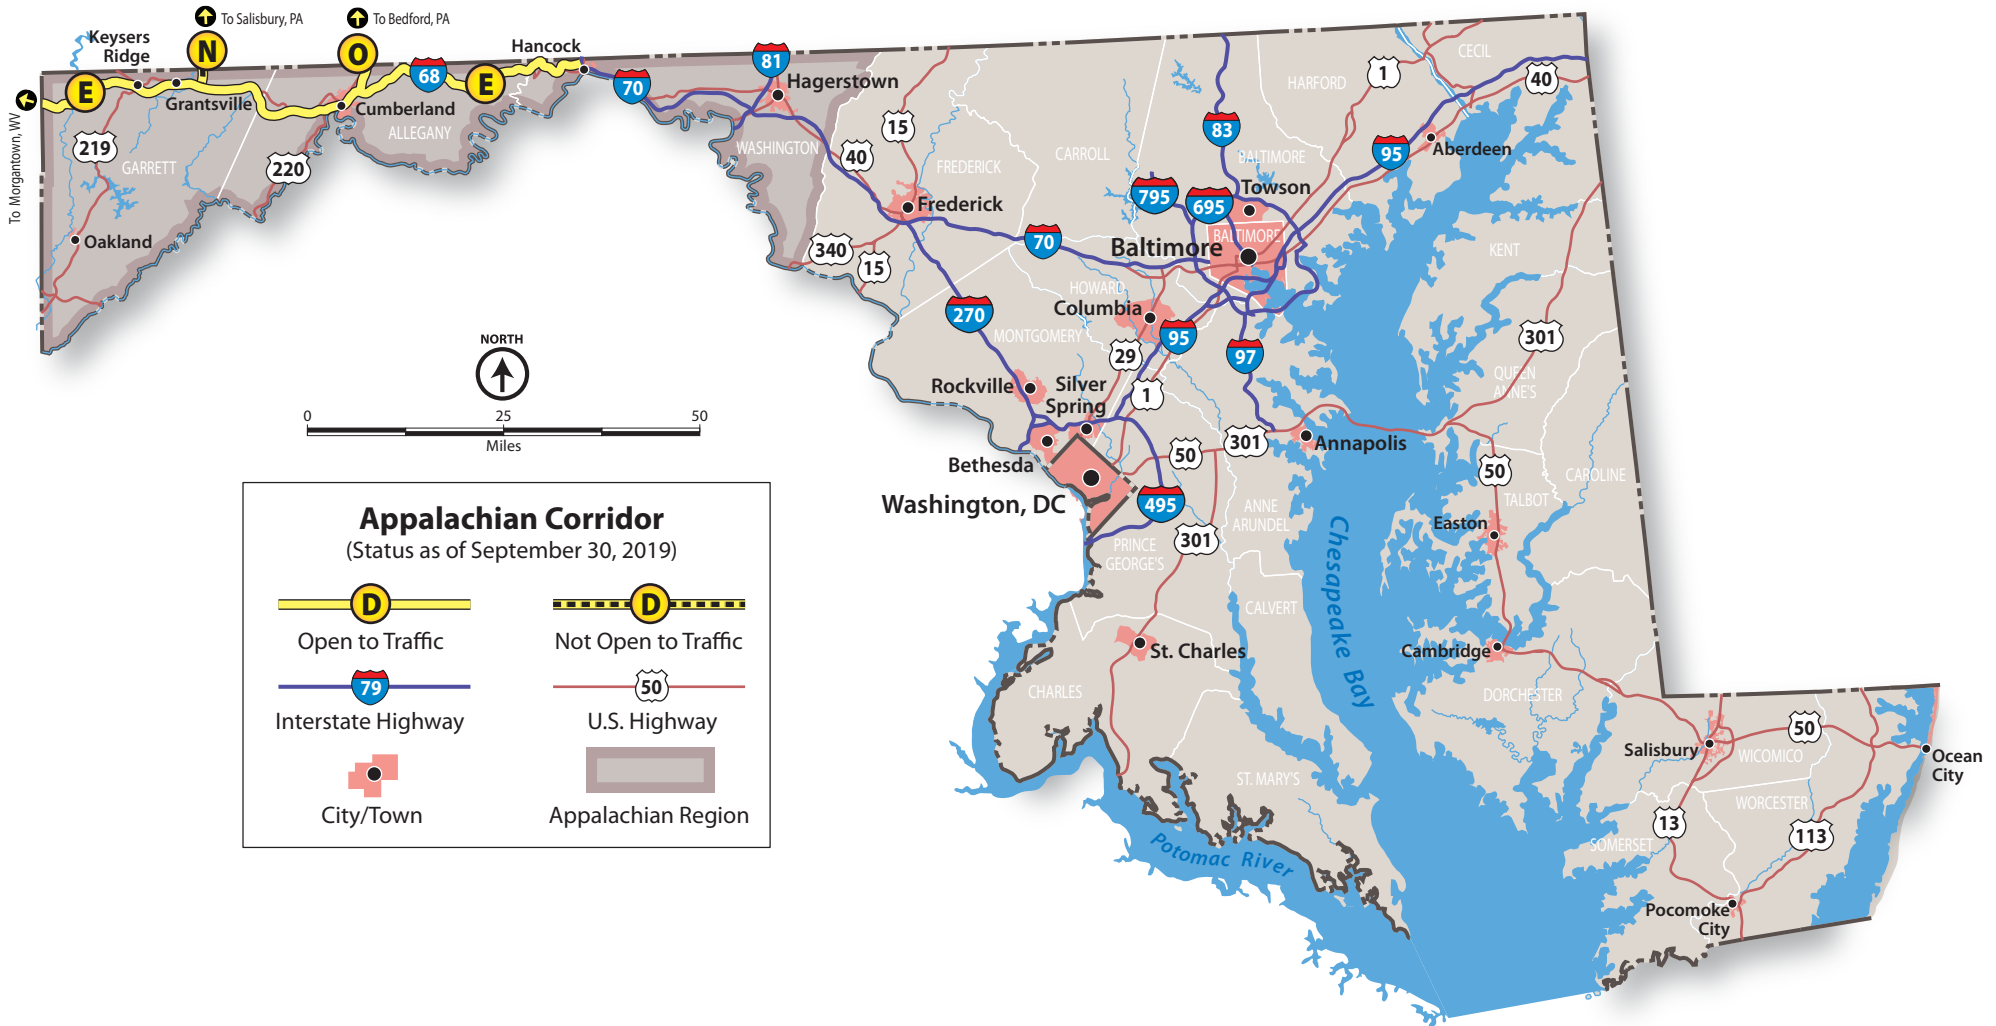 To Salisbury, PA
To Bedford, PA
Keysers
Ridge
N
O
Hancock
E
68
E
70
81
Hagerstown
Grantsville
Cumberland
ALLEGANY
To Morgantown, WV
219
GARRETT
220
Oakland
WASHINGTON
15
40
FREDERICK
CARROLL
Frederick
340
15
70
83
BALTIMORE
HARFORD
1
CECIL
40
95
Aberdeen
795
695
Towson
BALTIMORE
Baltimore
KENT
HOWARD
Columbia
270
MONTGOMERY
29
95
97
301
QUEEN
ANNE'S
Rockville
Silver
Spring
1
Bethesda
50
301
Annapolis
50
CAROLINE
TALBOT
Washington, DC
495
ANNE
ARUNDEL
301
PRINCE
GEORGE'S
Easton
Chesapeake Bay
CALVERT
St. Charles
CHARLES
Cambridge
DORCHESTER
ST. MARY'S
Potomac River
Salisbury
50
WICOMICO
Ocean
City
WORCESTER
13
113
SOMERSET
Pocomoke
City
NORTH
0 25 50
Miles
Appalachian Corridor
(Status as of September 30, 2019)
D D
Open to Traffic Not Open to Traffic
79 50
Interstate Highway U.S. Highway
City/Town Appalachian Region